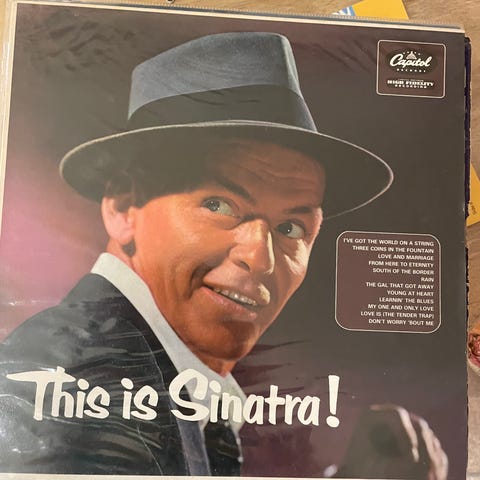 Capitol
RECORDS
HIGH FIDELITY
RECORDING
I'VE GOT THE WORLD ON A STRING
THREE COINS IN THE FOUNTAIN
LOVE AND MARRIAGE
FROM HERE TO ETERNITY
SOUTH OF THE BORDER
RAIN
THE GAL THAT GOT AWAY
YOUNG AT HEART
LEARNIN' THE BLUES
MY ONE AND ONLY LOVE
LOVE IS (THE TENDER TRAP)
DON'T WORRY 'BOUT ME
This is Sinatra!